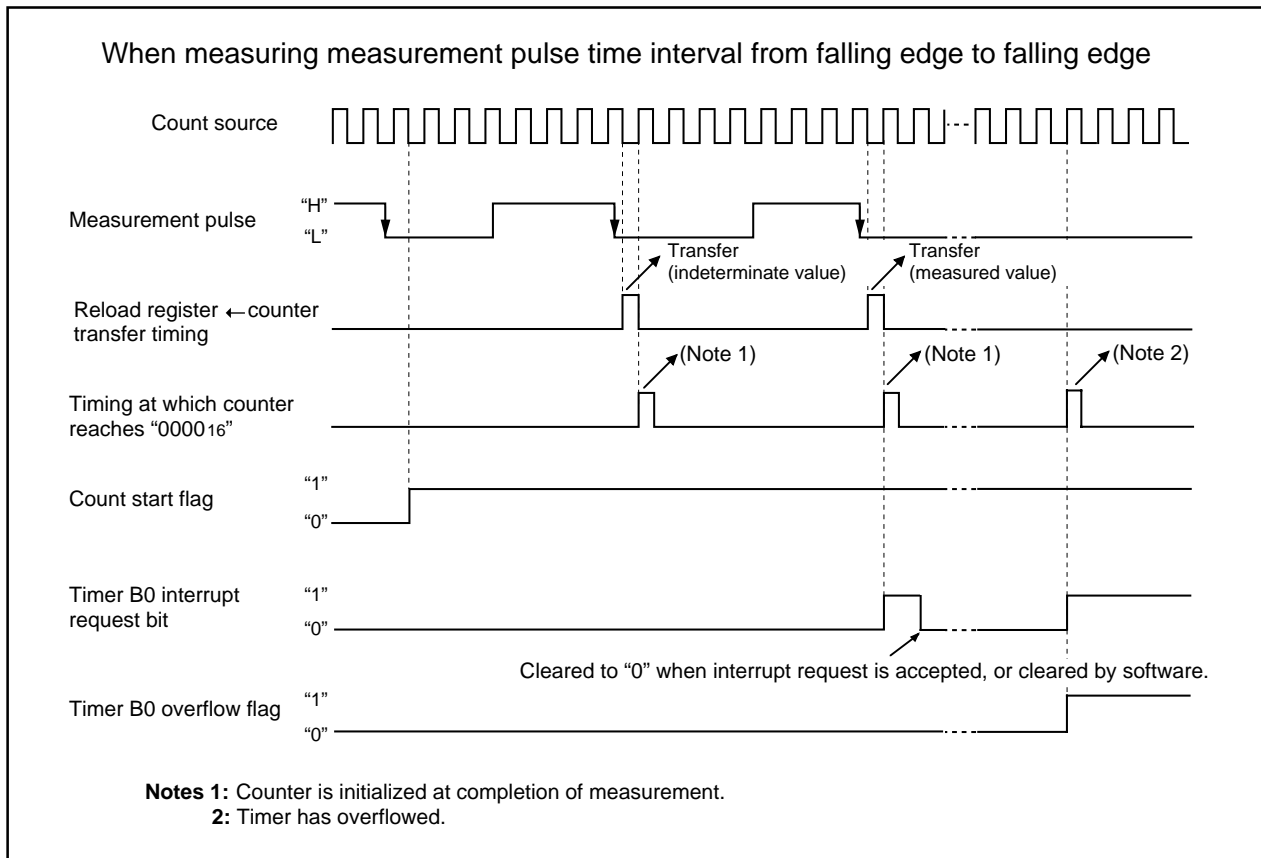 When measuring measurement pulse time interval from falling edge to falling edge
Count source
Measurement pulse
“H”
“L”
Transfer
(indeterminate value)
Transfer
(measured value)
Reload register ←counter
transfer timing
(Note 1)
(Note 1)
(Note 2)
Timing at which counter
reaches “000016”
Count start flag
“1”
“0”
Timer B0 interrupt
request bit
“1”
“0”
Cleared to “0” when interrupt request is accepted, or cleared by software.
Timer B0 overflow flag
“1”
“0”
Notes 1: Counter is initialized at completion of measurement.
2: Timer has overflowed.